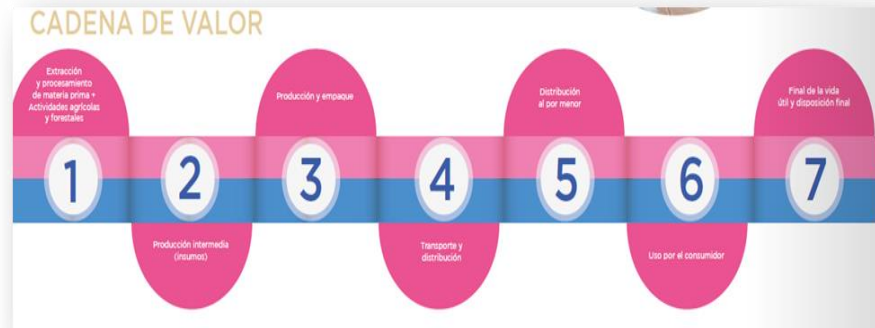 CADENA DE VALOR
Extracción
y procesamiento
de materia prima +
Actividades agrícolas
y forestales
1
2
Producción intermedia
(insumos)
Producción y empaque
3
4
Transporte y
distribución
Distribución
al por menor
5
6
Uso por el consumidor
Final de la vida
útil y disposición final
7